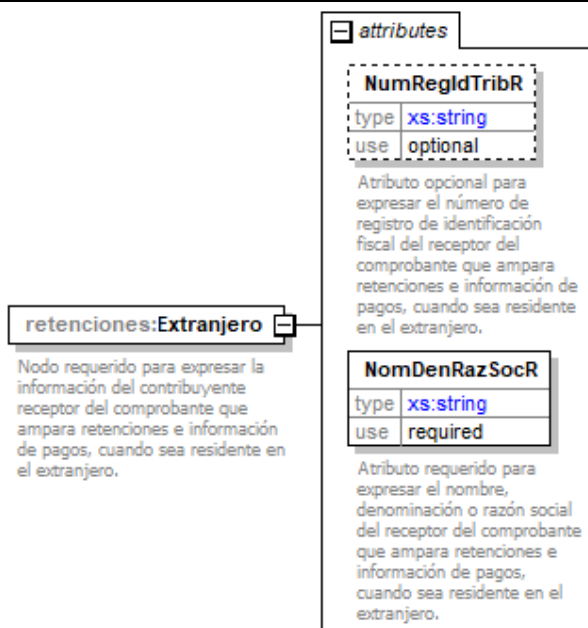 attributes
NumRegIdTribR
type xs:string
use optional
Atributo opcional para
expresar el número de
registro de identificación
fiscal del receptor del
comprobante que ampara
retenciones e información de
pagos, cuando sea residente
en el extranjero.
retenciones:Extranjero
Nodo requerido para expresar la
información del contribuyente
receptor del comprobante que
ampara retenciones e información
de pagos, cuando sea residente en
el extranjero.
NomDenRazSocR
type xs:string
use required
Atributo requerido para
expresar el nombre,
denominación o razón social
del receptor del comprobante
que ampara retenciones e
información de pagos,
cuando sea residente en el
extranjero.